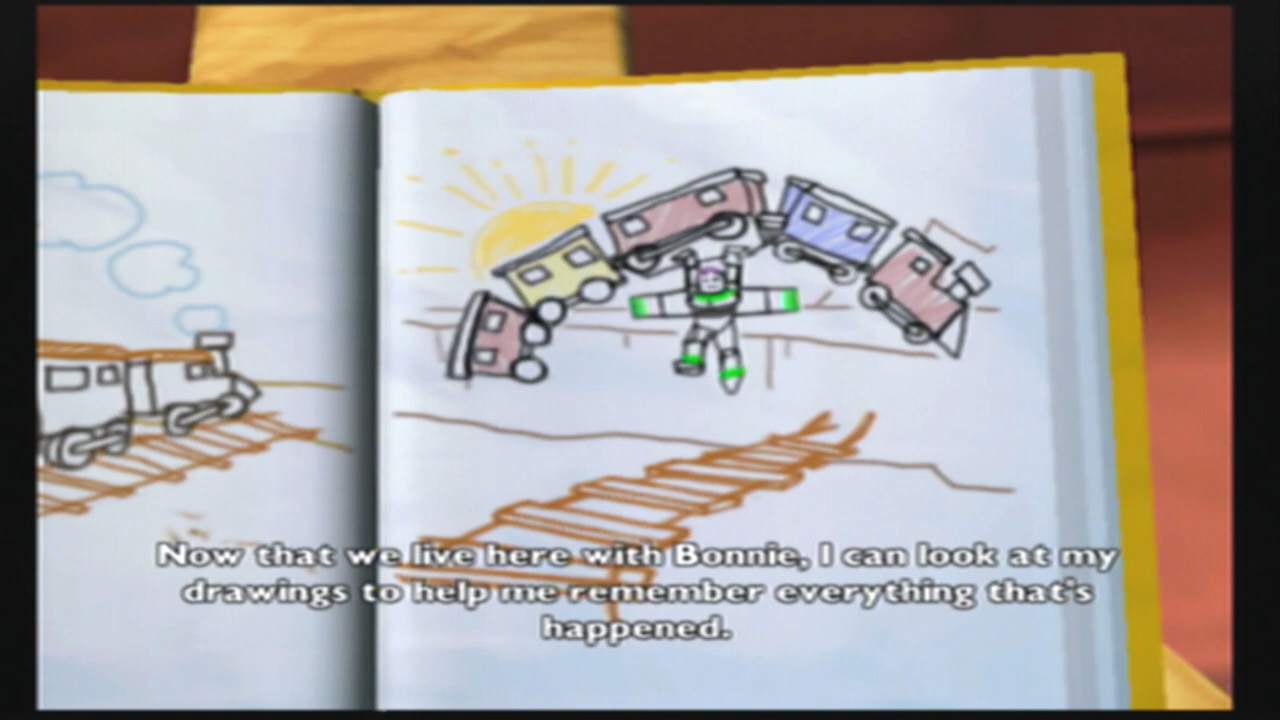 Now that we live here with Bonnie, I can look at my
drawings to help me remember everything that's
happened.